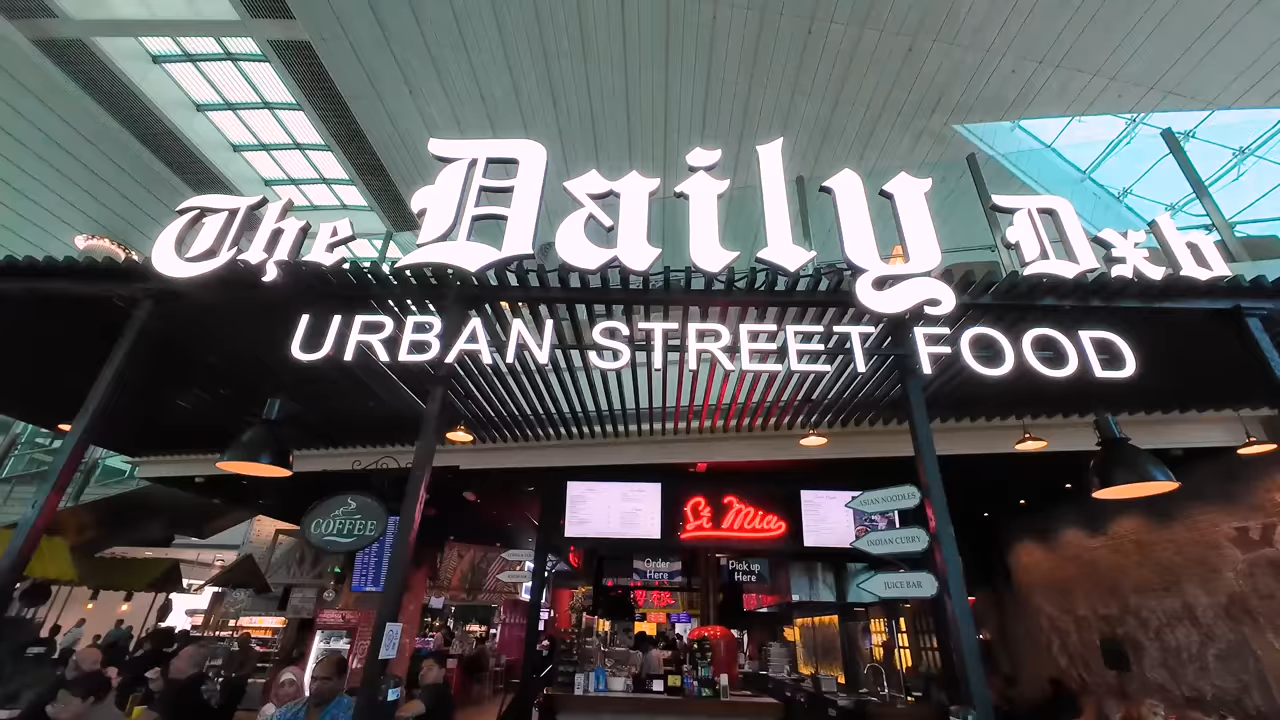 The Daily Dxb
URBAN STREET FOOD
COFFEE
St Mia
ASIAN NOODLES
INDIAN CURRY
JUICE BAR
Order
Here
Pick up
Here